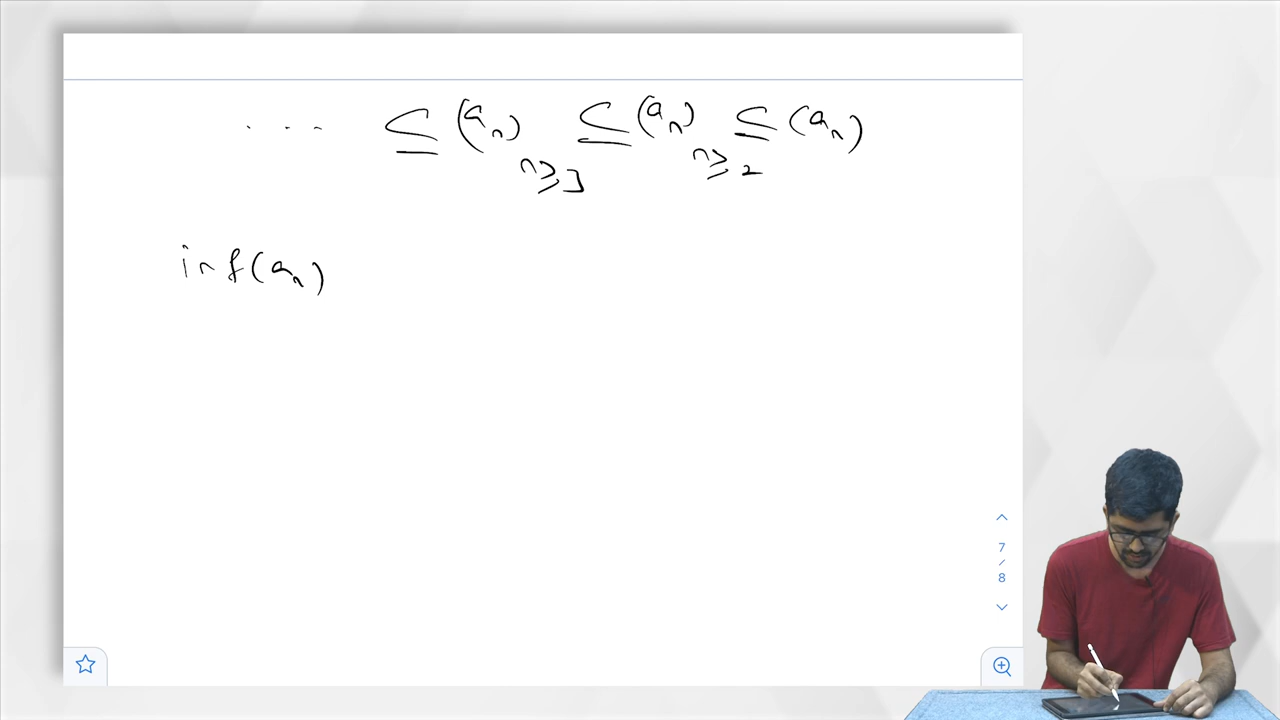 ... ⊆ (aₙ) n≥3 ⊆ (aₙ) n≥2 ⊆ (aₙ)
inf(aₙ)
7
/
8